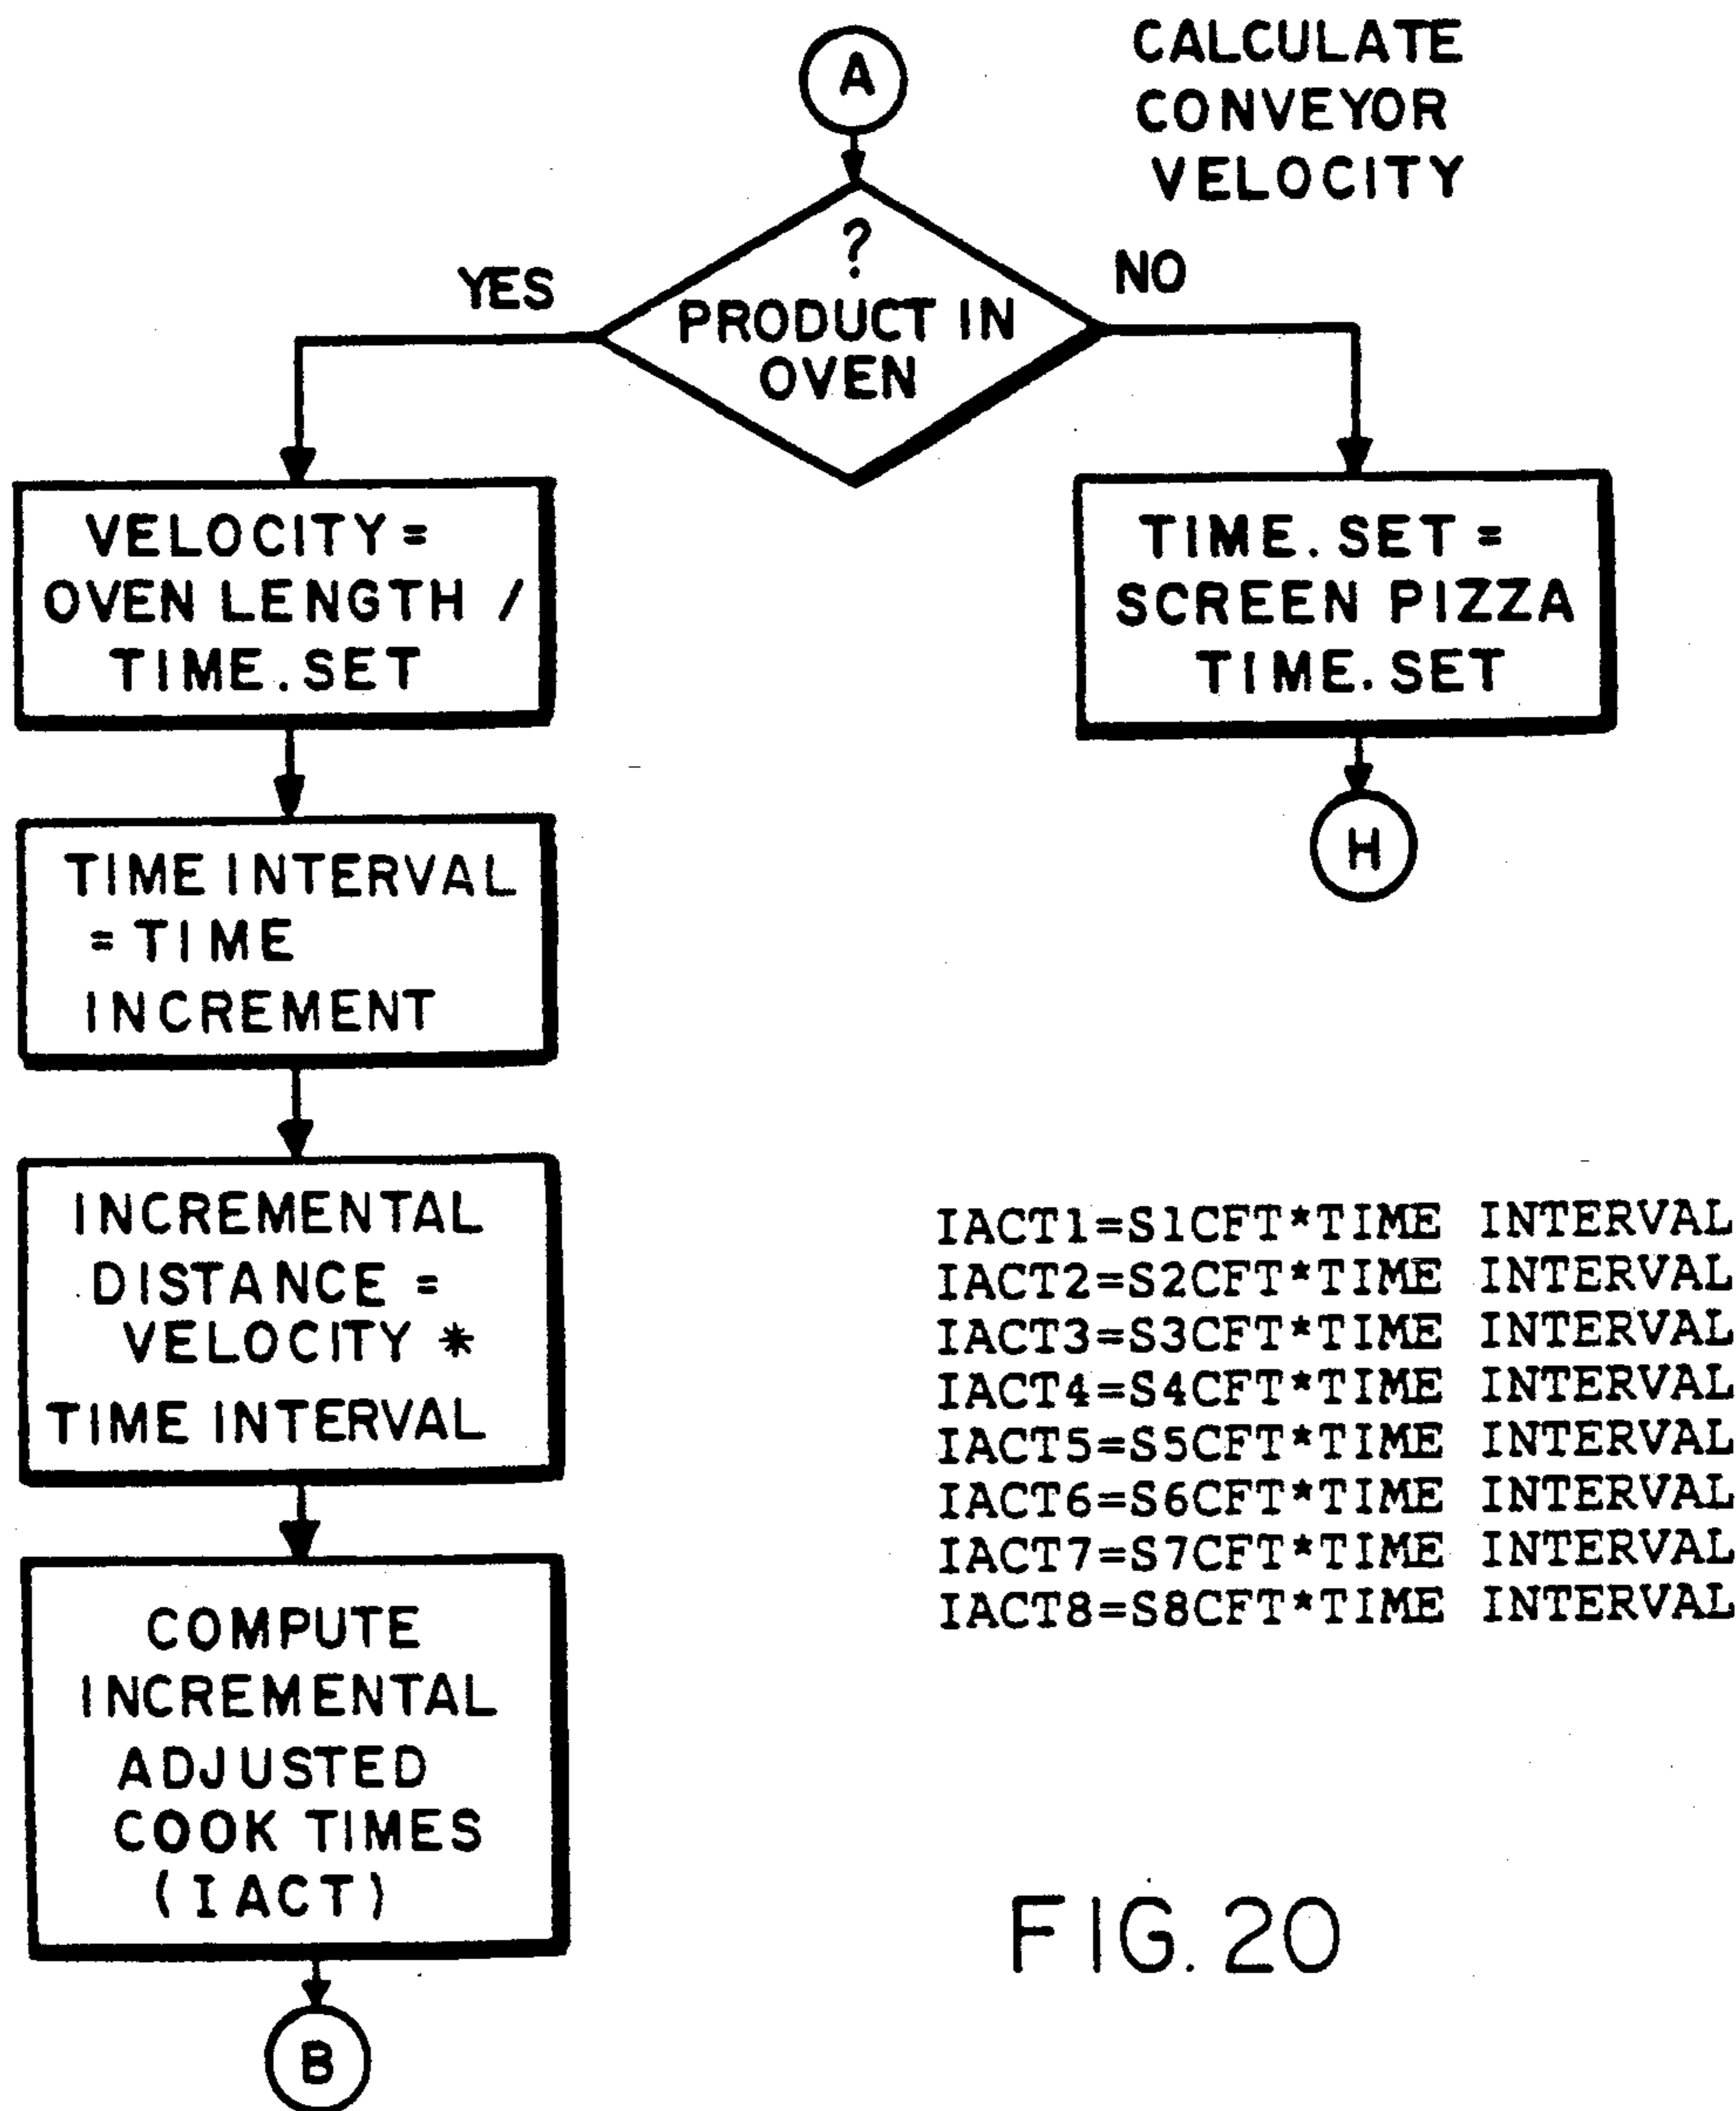 A
CALCULATE
CONVEYOR
VELOCITY
?
PRODUCT IN
OVEN
YES
NO
VELOCITY=
OVEN LENGTH /
TIME.SET
TIME.SET =
SCREEN PIZZA
TIME.SET
H
TIME INTERVAL
= TIME
INCREMENT
INCREMENTAL
DISTANCE =
VELOCITY *
TIME INTERVAL
COMPUTE
INCREMENTAL
ADJUSTED
COOK TIMES
(IACT)
B
IACT1=S1CFT*TIME INTERVAL
IACT2=S2CFT*TIME INTERVAL
IACT3=S3CFT*TIME INTERVAL
IACT4=S4CFT*TIME INTERVAL
IACT5=S5CFT*TIME INTERVAL
IACT6=S6CFT*TIME INTERVAL
IACT7=S7CFT*TIME INTERVAL
IACT8=S8CFT*TIME INTERVAL
FIG. 20